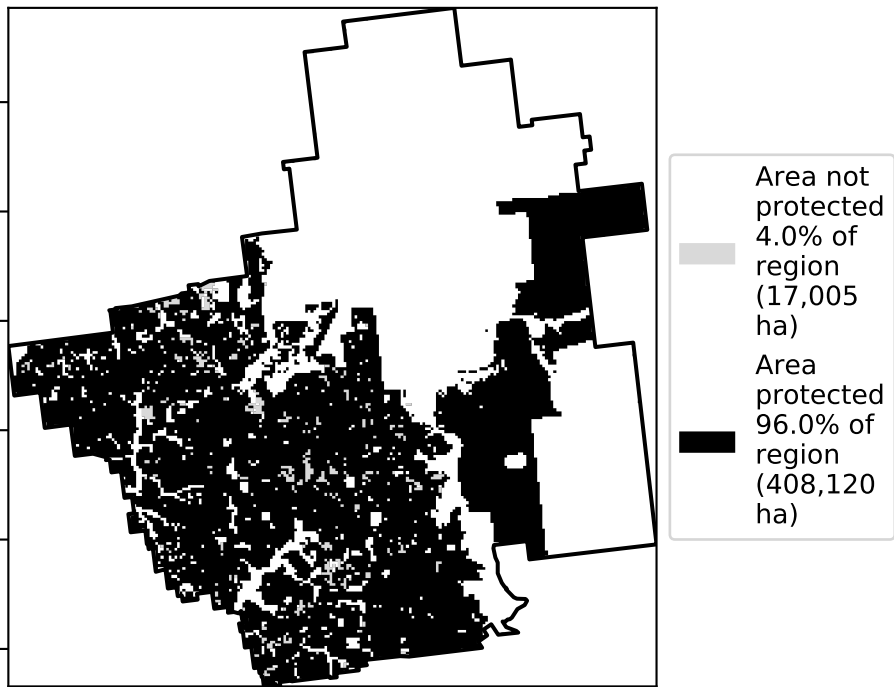 Area not
protected
4.0% of
region
(17,005
ha)
Area
protected
96.0% of
region
(408,120
ha)